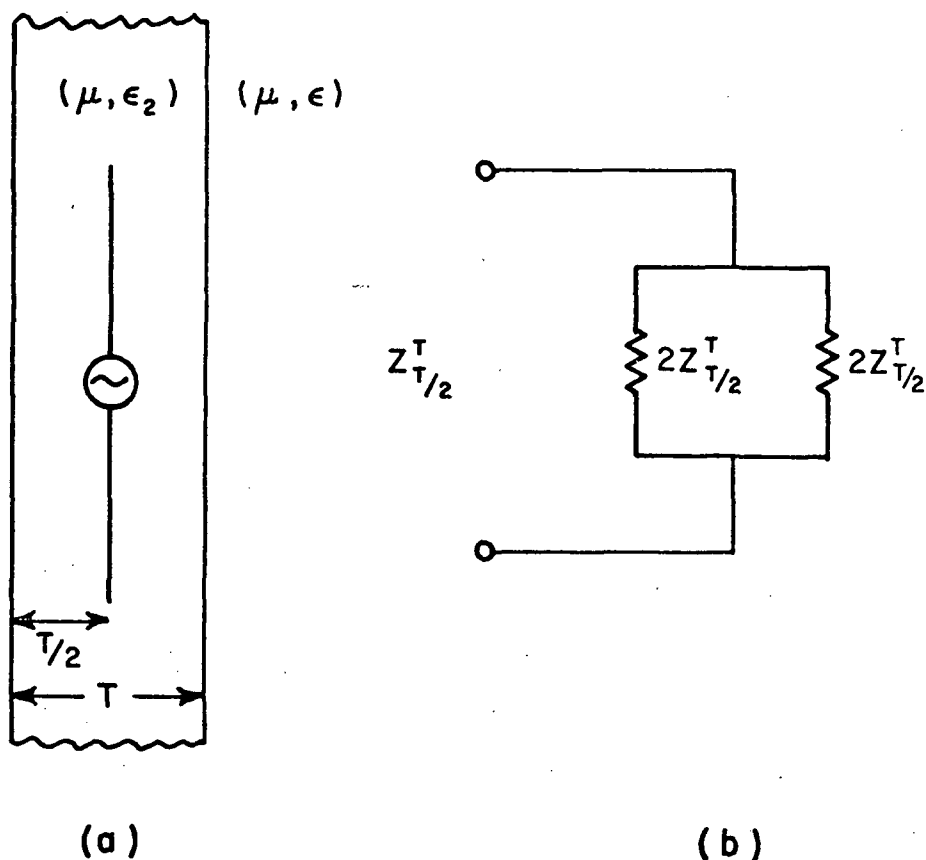 (μ, ϵ₂) (μ, ϵ)
Z^T_{T/2}
2Z^T_{T/2}
2Z^T_{T/2}
T/2
T
(a)
(b)